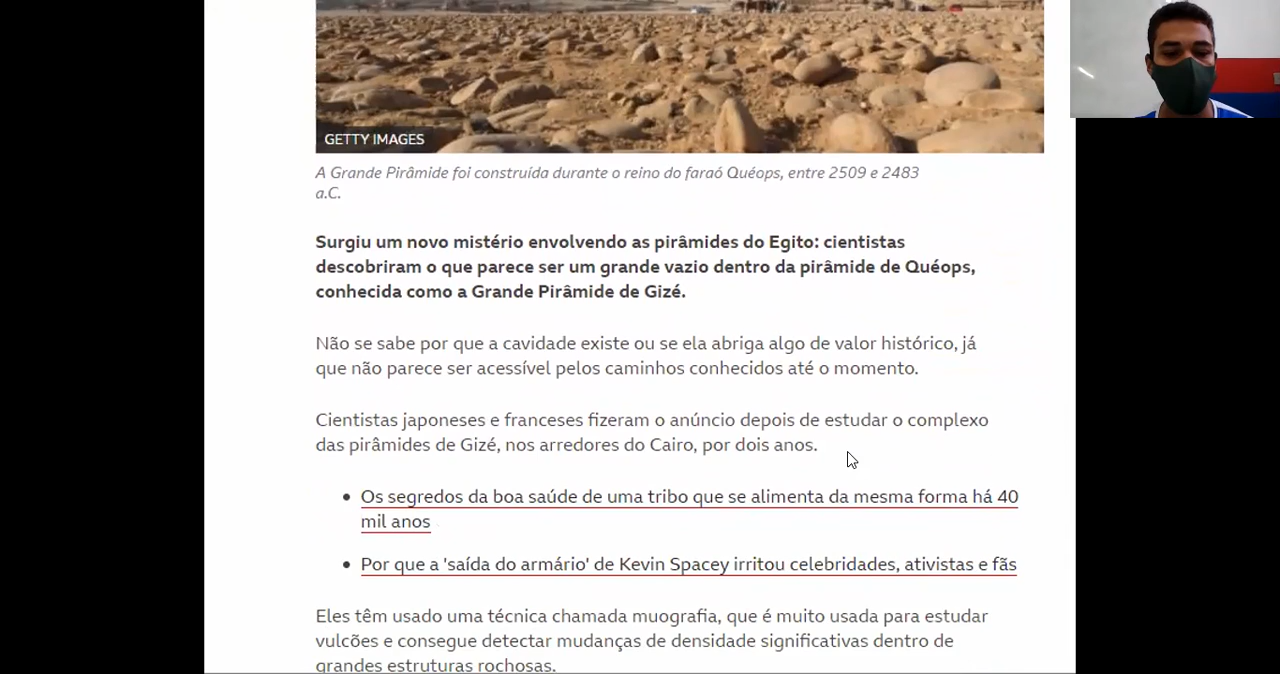 GETTY IMAGES
A Grande Pirâmide foi construída durante o reino do faraó Quéops, entre 2509 e 2483
a.C.
Surgiu um novo mistério envolvendo as pirâmides do Egito: cientistas
descobriram o que parece ser um grande vazio dentro da pirâmide de Quéops,
conhecida como a Grande Pirâmide de Gizé.
Não se sabe por que a cavidade existe ou se ela abriga algo de valor histórico, já
que não parece ser acessível pelos caminhos conhecidos até o momento.
Cientistas japoneses e franceses fizeram o anúncio depois de estudar o complexo
das pirâmides de Gizé, nos arredores do Cairo, por dois anos.
• Os segredos da boa saúde de uma tribo que se alimenta da mesma forma há 40
mil anos
• Por que a 'saída do armário' de Kevin Spacey irritou celebridades, ativistas e fãs
Eles têm usado uma técnica chamada muografia, que é muito usada para estudar
vulcões e consegue detectar mudanças de densidade significativas dentro de
grandes estruturas rochosas.